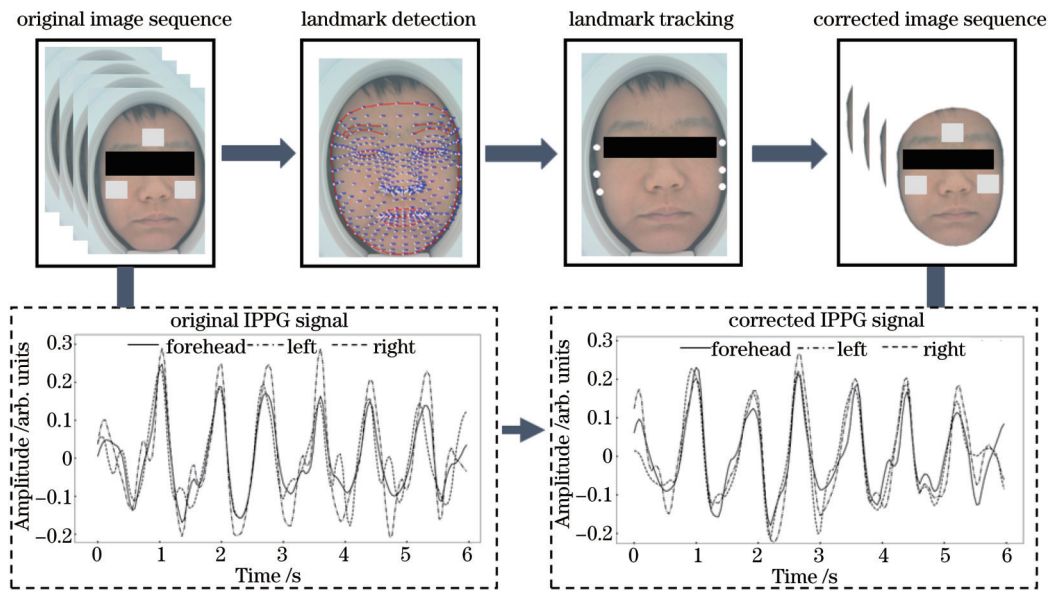 original image sequence
landmark detection
landmark tracking
corrected image sequence
original IPPG signal
forehead left right
Amplitude /arb. units
0.3
0.2
0.1
0
−0.1
−0.2
0 1 2 3 4 5 6
Time /s
corrected IPPG signal
forehead left right
Amplitude /arb. units
0.3
0.2
0.1
0
−0.1
−0.2
0 1 2 3 4 5 6
Time /s